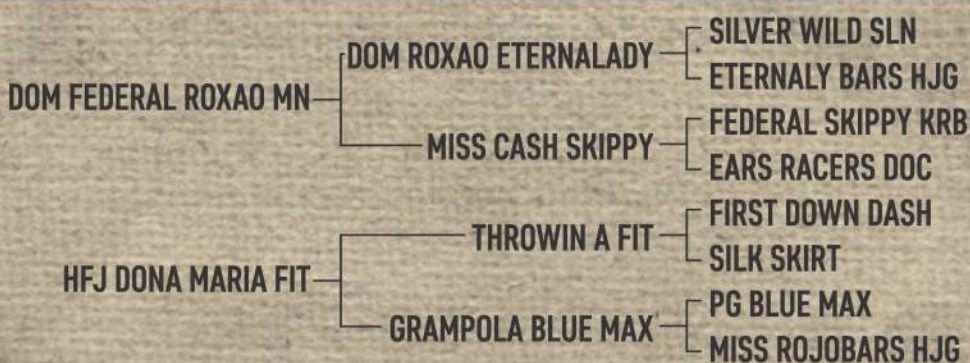 SILVER WILD SLN
DOM ROXAO ETERNALADY
ETERNALY BARS HJG
DOM FEDERAL ROXAO MN
FEDERAL SKIPPY KRB
MISS CASH SKIPPY
EARS RACERS DOC
FIRST DOWN DASH
THROWIN A FIT
SILK SKIRT
HFJ DONA MARIA FIT
PG BLUE MAX
GRAMPOLA BLUE MAX
MISS ROJOBARS HJG